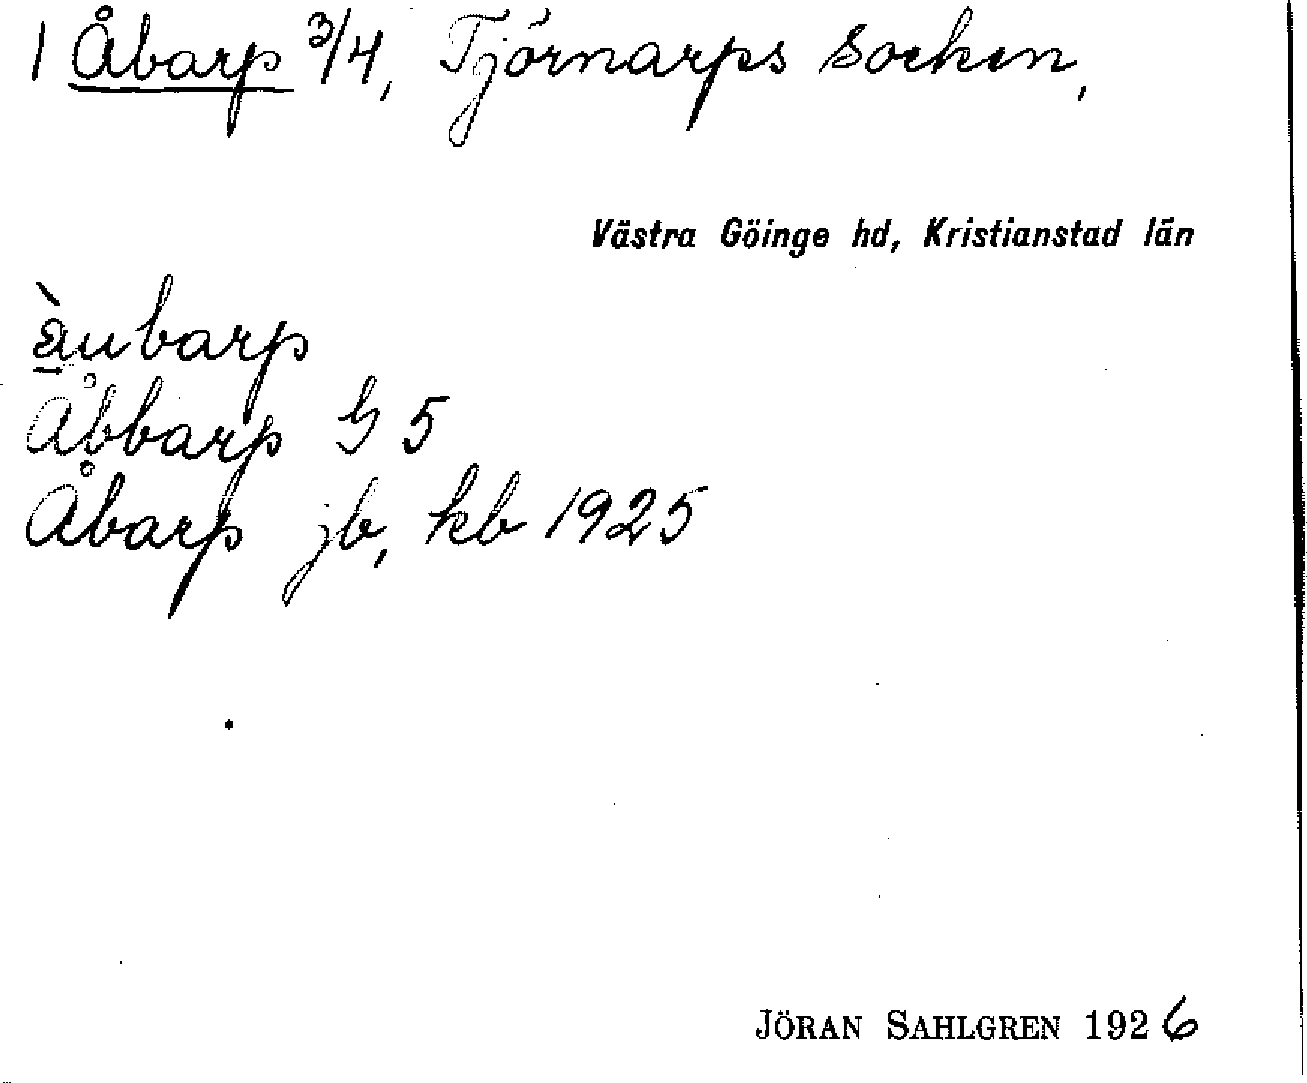 1 Åbarp 3/4, Tjörnarps socken,
Västra Göinge hd, Kristianstad län
àubarp
Åbbarp G 5
Åbarp jb, kb 1925
JÖRAN SAHLGREN 1926